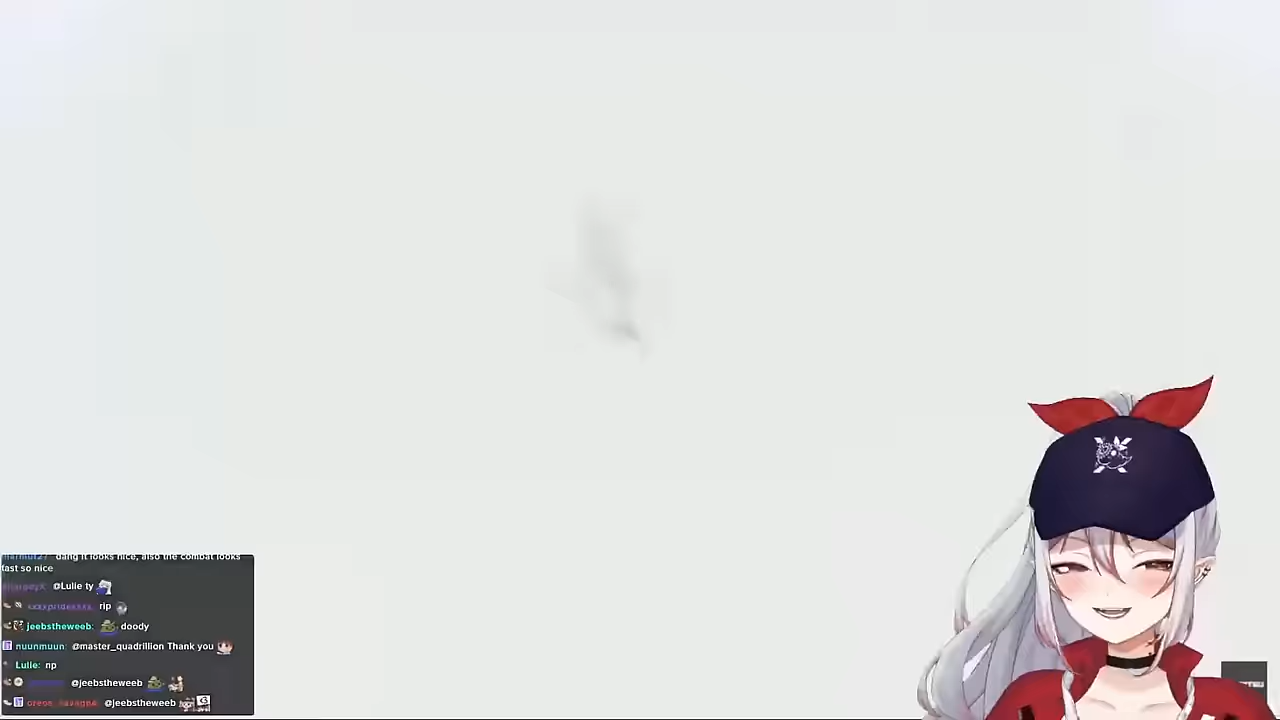 dang it looks nice, also the combat looks
fast so nice
@Lulie ty
xxxxpridexxxx: rip
jeebstheweeb: doody
nuunmuun: @master_quadrillion Thank you
Lulie: np
@jeebstheweeb
@jeebstheweeb